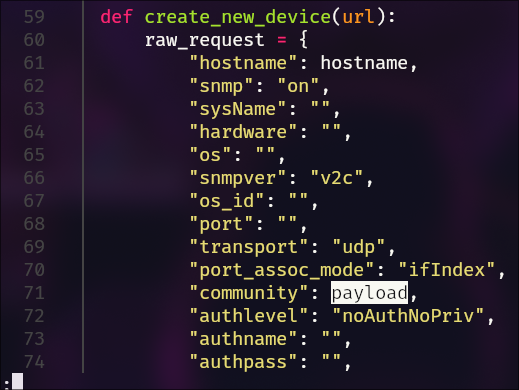 59 def create_new_device(url):
60 raw_request = {
61 "hostname": hostname,
62 "snmp": "on",
63 "sysName": "",
64 "hardware": "",
65 "os": "",
66 "snmpver": "v2c",
67 "os_id": "",
68 "port": "",
69 "transport": "udp",
70 "port_assoc_mode": "ifIndex",
71 "community": payload,
72 "authlevel": "noAuthNoPriv",
73 "authname": "",
74 "authpass": "",
: